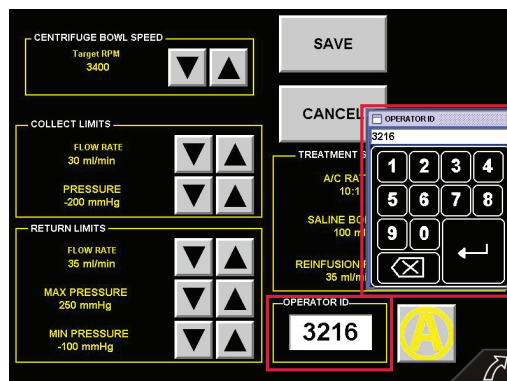 CENTRIFUGE BOWL SPEED
Target RPM
3400
SAVE
CANCEL
COLLECT LIMITS
FLOW RATE
30 ml/min
PRESSURE
-200 mmHg
RETURN LIMITS
FLOW RATE
35 ml/min
MAX PRESSURE
250 mmHg
MIN PRESSURE
-100 mmHg
TREATMENT
A/C
10:1
SALINE
100
REINFUSION
35 ml/
OPERATOR ID
3216
A
OPERATOR ID
3216
1 2 3 4
5 6 7 8
9 0